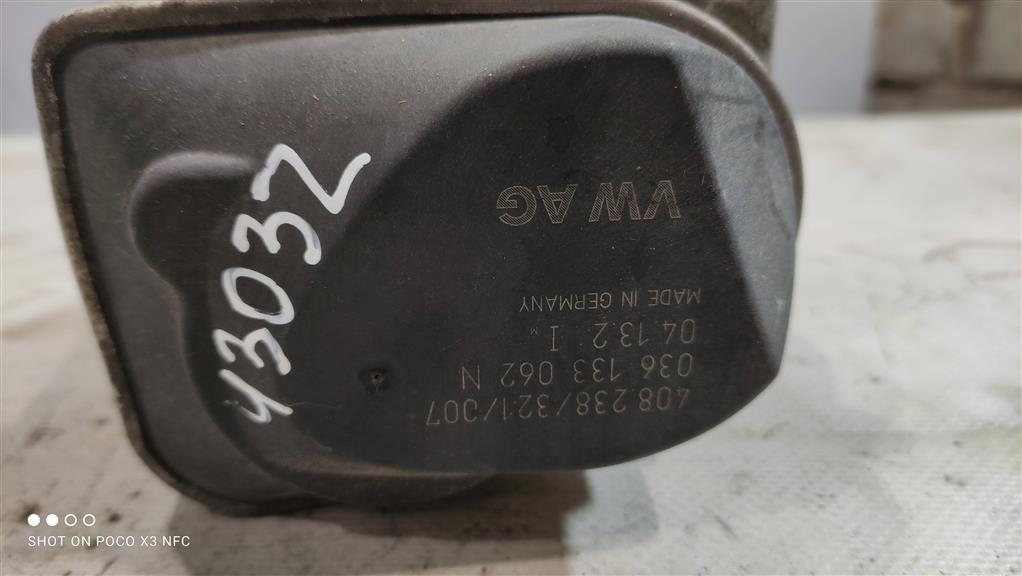 408 238/321/007
036 133 062 N
04 13 2 I M
MADE IN GERMANY
VW AG
43032
SHOT ON POCO X3 NFC